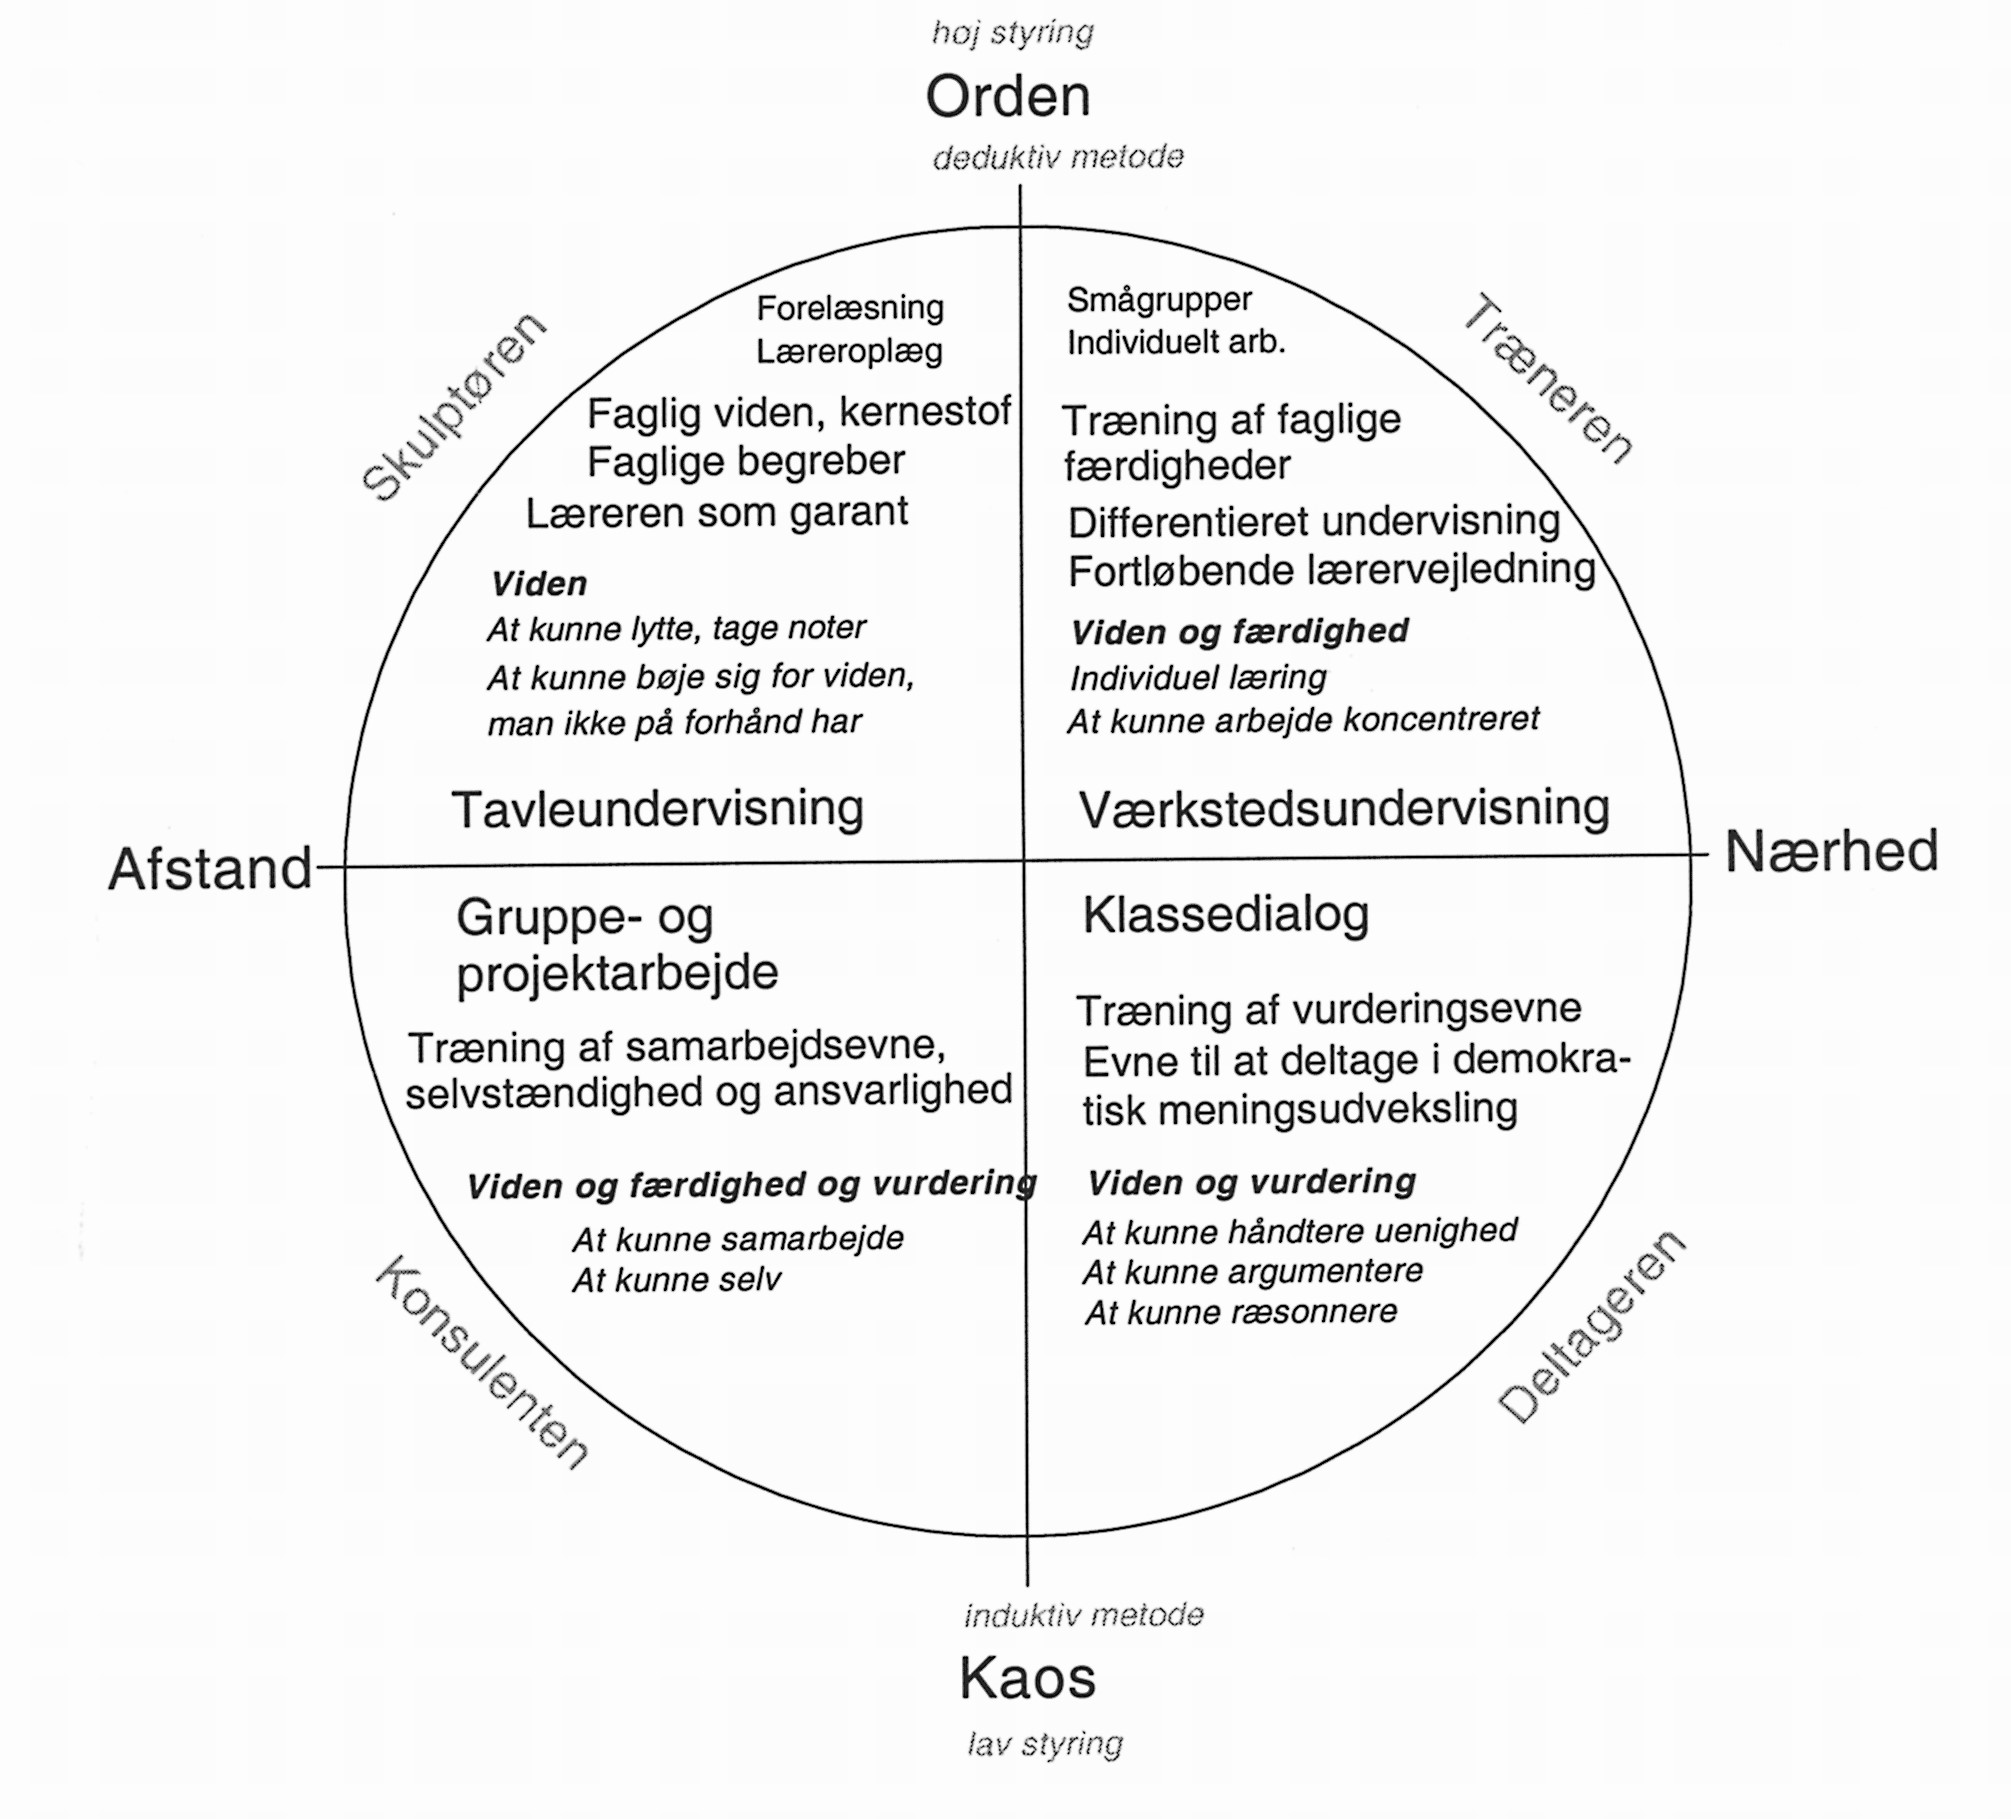 høj styring
Orden
deduktiv metode
Skulptøren
Forelæsning
Læreroplæg
Faglig viden, kernestof
Faglige begreber
Læreren som garant
Viden
At kunne lytte, tage noter
At kunne bøje sig for viden,
man ikke på forhånd har
Tavleundervisning
Træneren
Smågrupper
Individuelt arb.
Træning af faglige
færdigheder
Differentieret undervisning
Fortløbende lærervejledning
Viden og færdighed
Individuel læring
At kunne arbejde koncentreret
Værkstedsundervisning
Afstand
Nærhed
Gruppe- og
projektarbejde
Træning af samarbejdsevne,
selvstændighed og ansvarlighed
Viden og færdighed og vurdering
At kunne samarbejde
At kunne selv
Konsulenten
Klassedialog
Træning af vurderingsevne
Evne til at deltage i demokra-
tisk meningsudveksling
Viden og vurdering
At kunne håndtere uenighed
At kunne argumentere
At kunne ræsonnere
Deltageren
induktiv metode
Kaos
lav styring